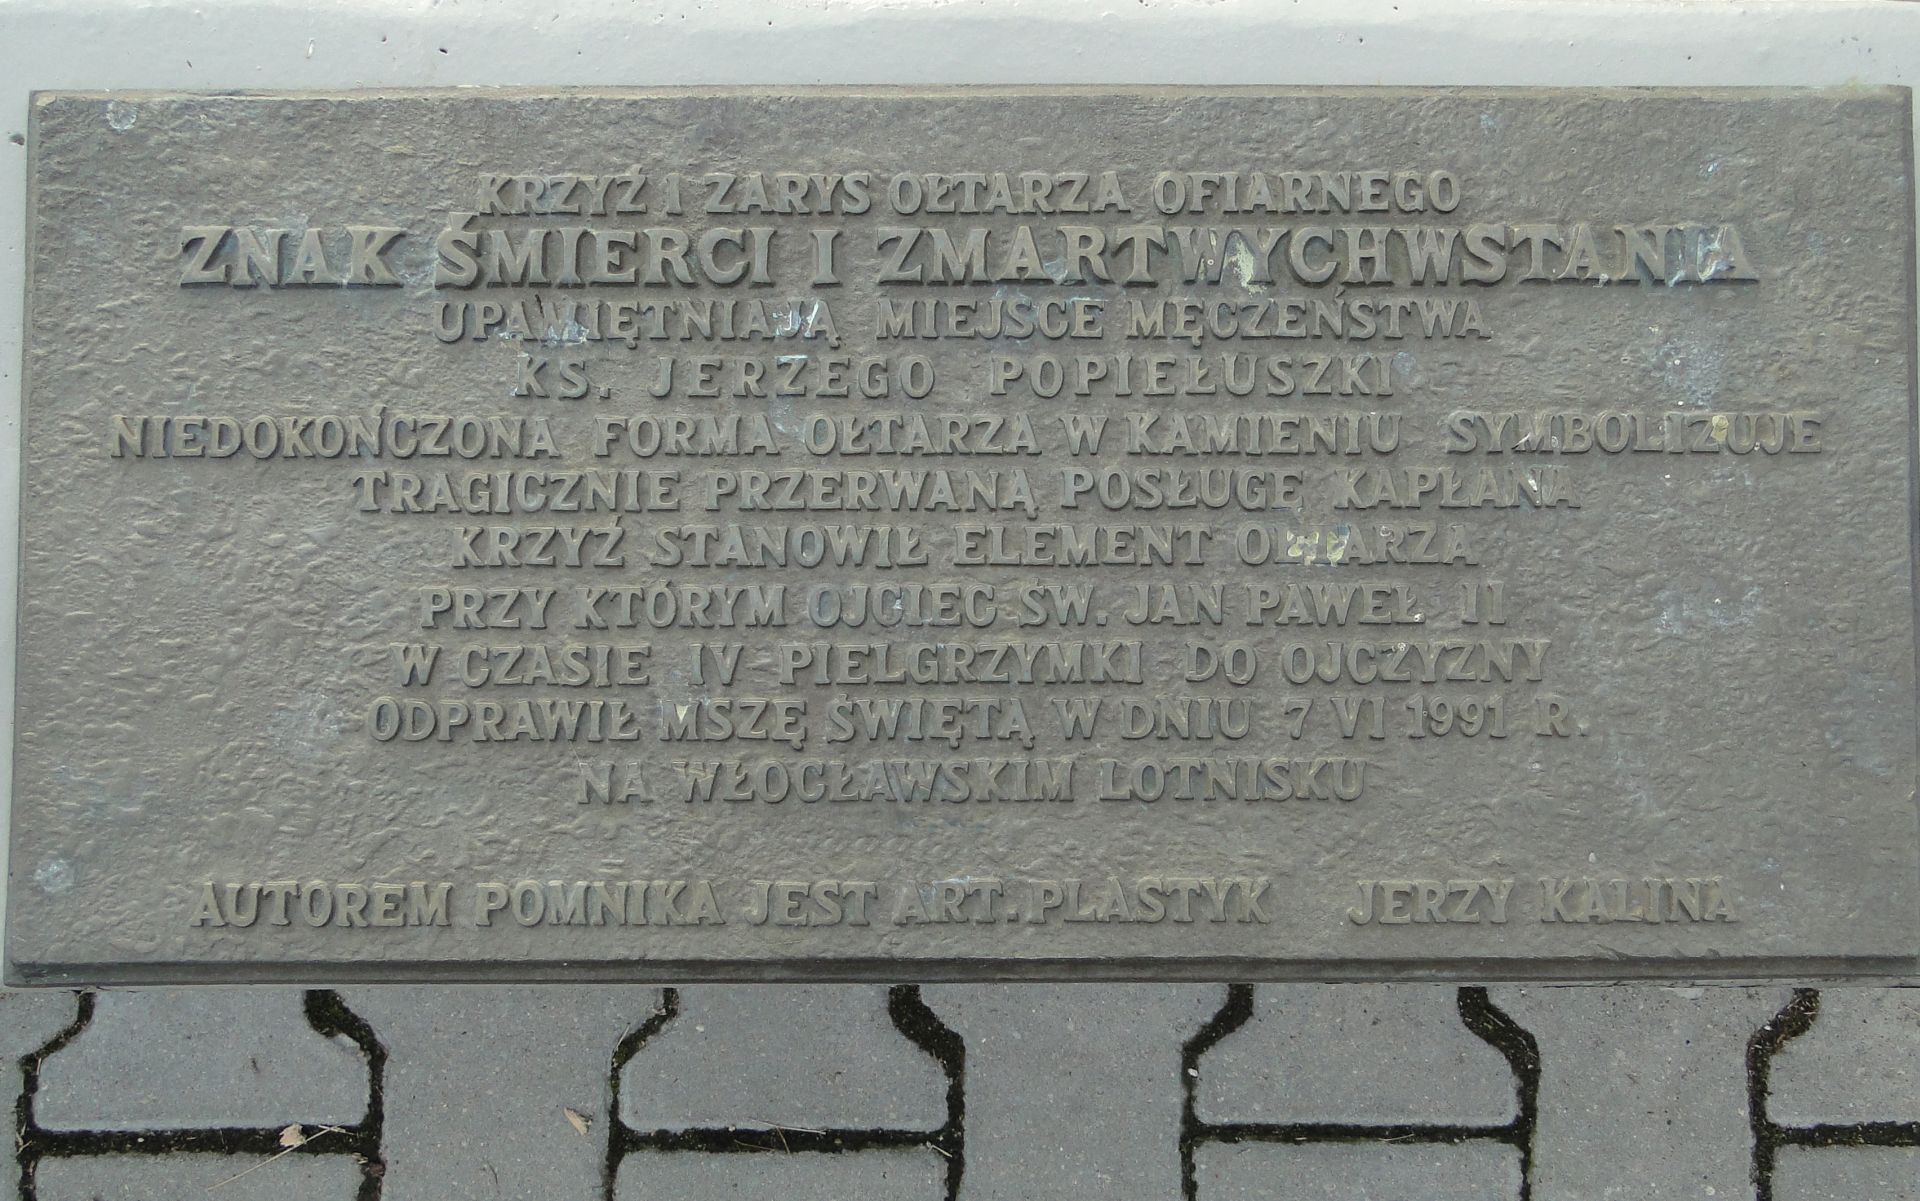 KRZYŻ I ZARYS OŁTARZA OFIARNEGO
ZNAK ŚMIERCI I ZMARTWYCHWSTANIA
UPAMIĘTNIAJĄ MIEJSCE MĘCZEŃSTWA
KS. JERZEGO POPIEŁUSZKI
NIEDOKOŃCZONA FORMA OŁTARZA W KAMIENIU SYMBOLIZUJE
TRAGICZNIE PRZERWANĄ POSŁUGĘ KAPŁANA
KRZYŻ STANOWIŁ ELEMENT OŁTARZA
PRZY KTÓRYM OJCIEC ŚW. JAN PAWEŁ II
W CZASIE IV PIELGRZYMKI DO OJCZYZNY
ODPRAWIŁ MSZĘ ŚWIĘTĄ W DNIU 7 VI 1991 R.
NA WŁOCŁAWSKIM LOTNISKU
AUTOREM POMNIKA JEST ART. PLASTYK JERZY KALINA